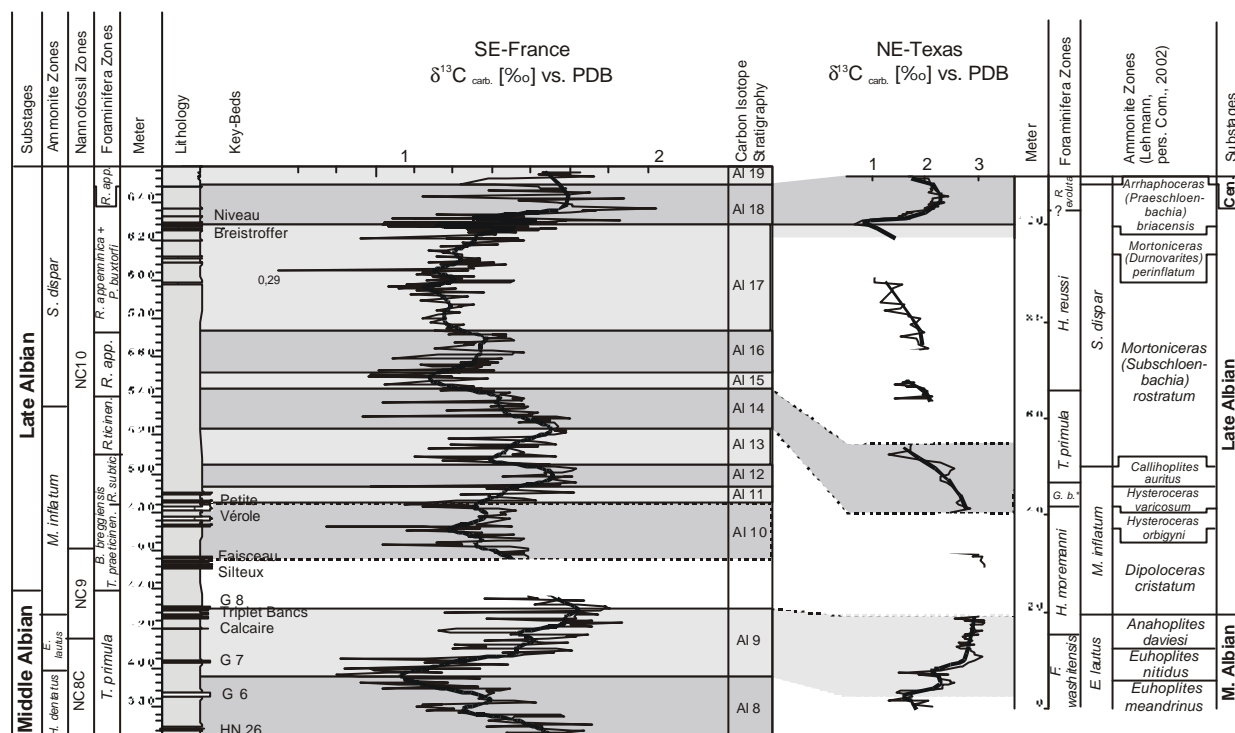 SE-France
δ13C carb. [%o] vs. PDB
NE-Texas
δ13C carb. [%o] vs. PDB
Substages
Ammonite Zones
Nannofossil Zones
Foraminifera Zones
Meter
Lithology
Key-Beds
1
2
Carbon Isotope
Stratigraphy
1
2
3
Meter
Foraminifera Zones
Ammonite Zones
(Lehmann,
pers. Com., 2002)
Substages
Late Albian
Middle Albian
S. dispar
M. inflatum
E. lautus
H. dentatus
NC10
NC9
NC8C
R. app.
R. appenninica +
P. buxtorfi
R. app.
R.ticinen.
R. subtic.
B. breggiensis
T. praeticinen.
T. primula
Niveau
Breistroffer
0,29
Petite
Vérole
Faisceau
Silteux
G 8
Triplet Bancs
Calcaire
G 7
G 6
HN 26
Al 19
Al 18
Al 17
Al 16
Al 15
Al 14
Al 13
Al 12
Al 11
Al 10
Al 9
Al 8
R. evoluta
?
H. reussi
T. primula
G. b.*
H. moremanni
F. washitensis
S. dispar
M. inflatum
E lautus
Arrhaphoceras
(Praeschloen-
bachia)
briacensis
Mortoniceras
(Durnovarites)
perinflatum
Mortoniceras
(Subschloen-
bachia)
rostratum
Callihoplites
auritus
Hysteroceras
varicosum
Hysteroceras
orbigyni
Dipoloceras
cristatum
Anahoplites
daviesi
Euhoplites
nitidus
Euhoplites
meandrinus
Cen.
Late Albian
M. Albian